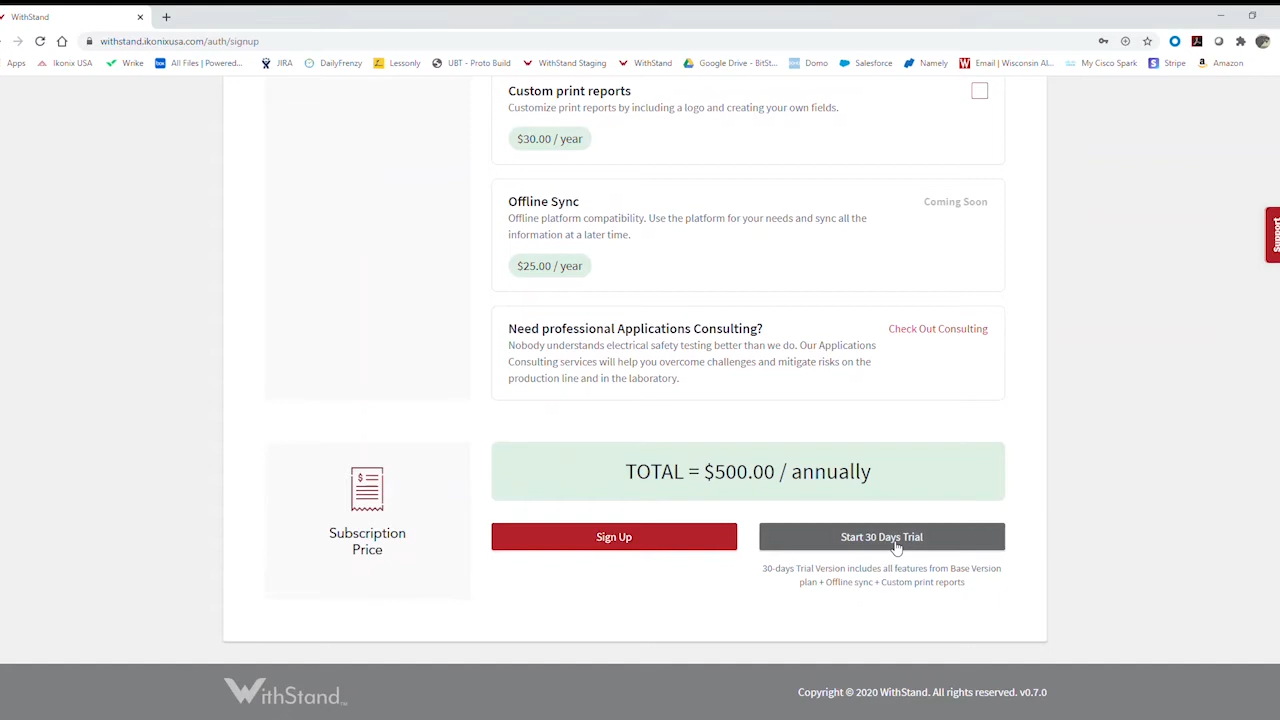 WithStand
withstand.ikonixusa.com/auth/signup
Apps Ikonix USA Wrike All Files | Powered... JIRA DailyFrenzy Lessonly UBT - Proto Build WithStand Staging WithStand Google Drive - BitSt... Domo Salesforce Namely Email | Wisconsin Al... My Cisco Spark Stripe Amazon
Custom print reports
Customize print reports by including a logo and creating your own fields.
$30.00 / year
Offline Sync Coming Soon
Offline platform compatibility. Use the platform for your needs and sync all the
information at a later time.
$25.00 / year
Support
Need professional Applications Consulting? Check Out Consulting
Nobody understands electrical safety testing better than we do. Our Applications
Consulting services will help you overcome challenges and mitigate risks on the
production line and in the laboratory.
Subscription
Price
TOTAL = $500.00 / annually
Sign Up Start 30 Days Trial
30-days Trial Version includes all features from Base Version
plan + Offline sync + Custom print reports
WithStand™ Copyright © 2020 WithStand. All rights reserved. v0.7.0